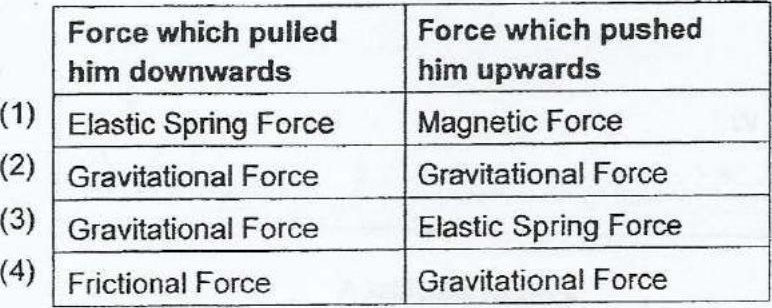 Force which pulled him downwards | Force which pushed him upwards
(1) Elastic Spring Force | Magnetic Force
(2) Gravitational Force | Gravitational Force
(3) Gravitational Force | Elastic Spring Force
(4) Frictional Force | Gravitational Force